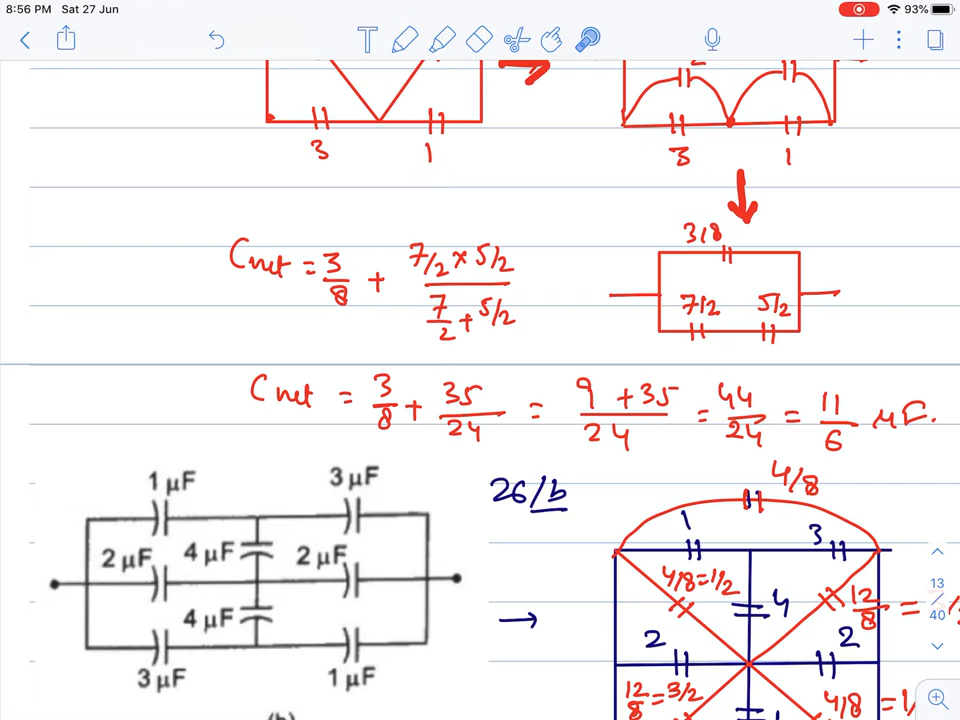 8:56 PM Sat 27 Jun 93%
T
2
3 1 3 1
3/8
Cnet = 3/8 + (7/2 × 5/2)/(7/2 + 5/2)
7/2 5/2
Cnet = 3/8 + 35/24 = 9 + 35/24 = 44/24 = 11/6 μF.
1 μF 3 μF
2 μF 4 μF 2 μF
4 μF
3 μF 1 μF
(b)
26/b
4/8
1 3
4/8 = 1/2 4 12/8 =
2 2
12/8 = 3/2 4/8 = 1/
13
40